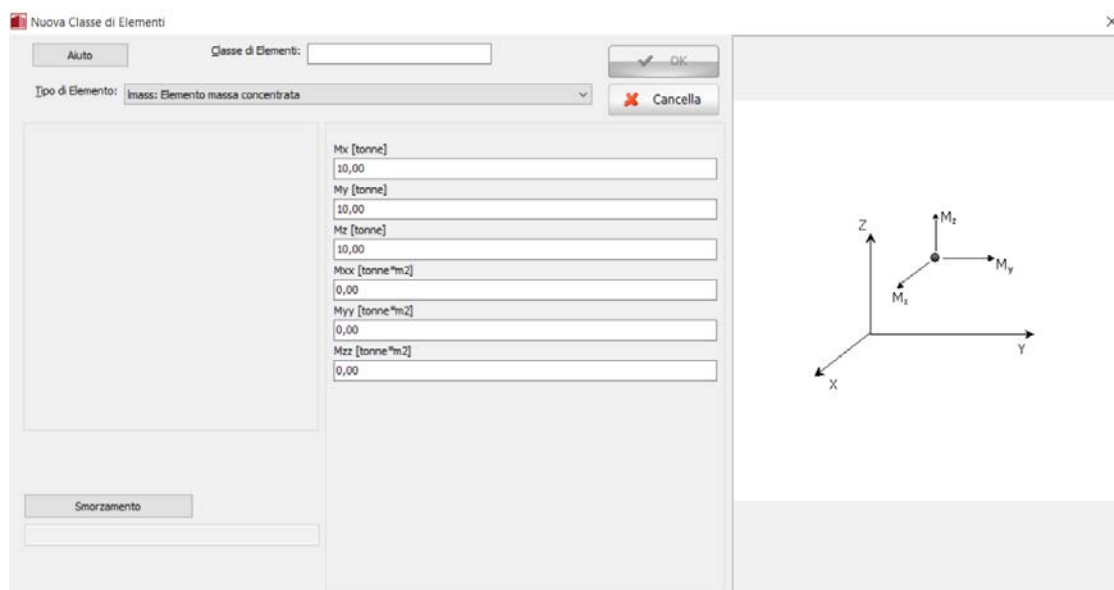 Nuova Classe di Elementi
Aiuto
Classe di Elementi:
OK
Tipo di Elemento:
lmass: Elemento massa concentrata
Cancella
Mx [tonne]
10,00
My [tonne]
10,00
Mz [tonne]
10,00
Mxx [tonne*m2]
0,00
Myy [tonne*m2]
0,00
Mzz [tonne*m2]
0,00
Smorzamento
Z
Mz
My
Mx
Y
X